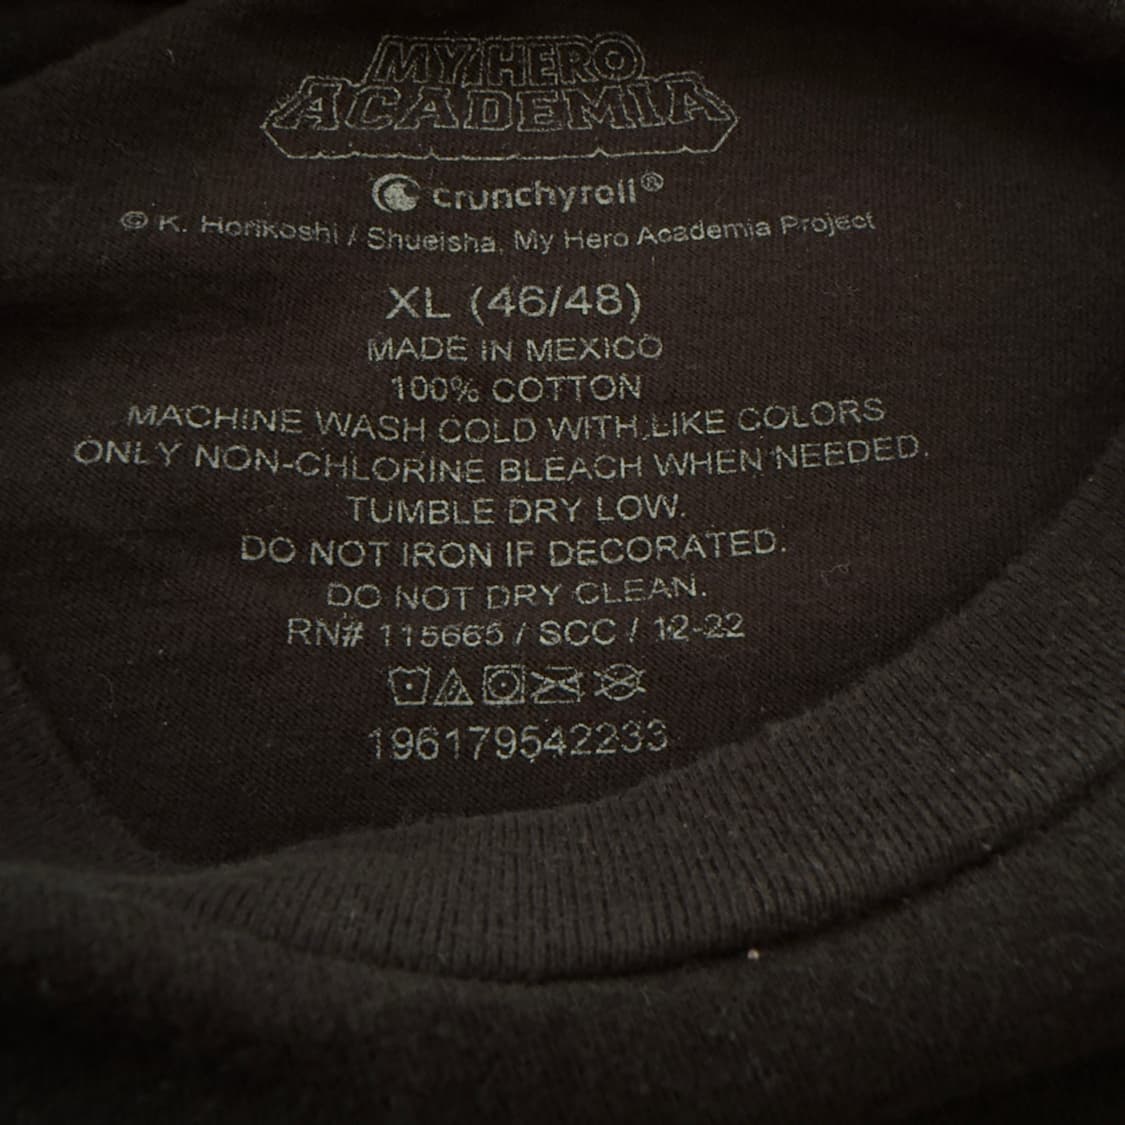 MY HERO
ACADEMIA
crunchyroll®
© K. Horikoshi / Shueisha, My Hero Academia Project
XL (46/48)
MADE IN MEXICO
100% COTTON
MACHINE WASH COLD WITH LIKE COLORS
ONLY NON-CHLORINE BLEACH WHEN NEEDED.
TUMBLE DRY LOW.
DO NOT IRON IF DECORATED.
DO NOT DRY CLEAN.
RN# 115665 / SCC / 12-22
196179542233